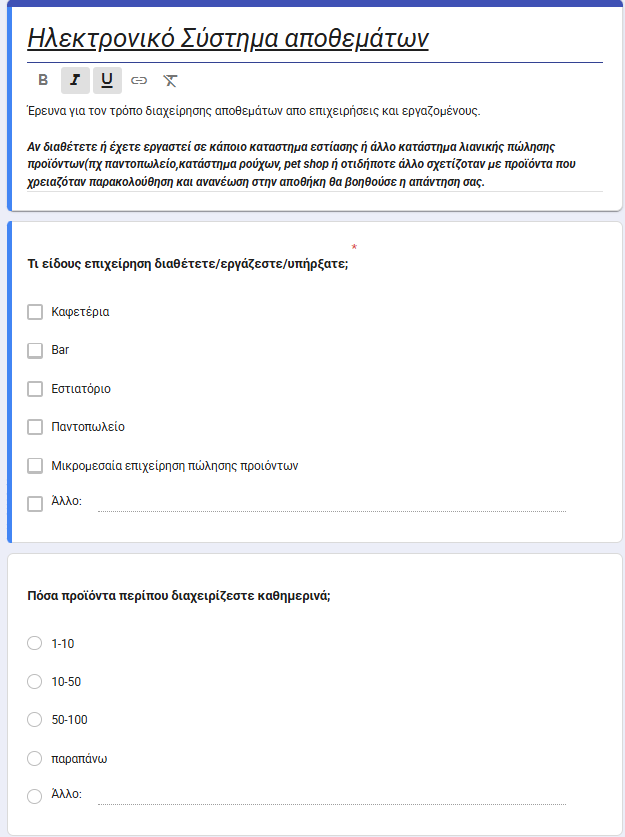 Ηλεκτρονικό Σύστημα αποθεμάτων
B I U
Έρευνα για τον τρόπο διαχείρησης αποθεμάτων απο επιχειρήσεις και εργαζομένους.
Αν διαθέτετε ή έχετε εργαστεί σε κάποιο καταστημα εστίασης ή άλλο κατάστημα λιανικής πώλησης
προϊόντων(πχ παντοπωλείο,κατάστημα ρούχων, pet shop ή οτιδήποτε άλλο σχετίζοταν με προϊόντα που
χρειαζόταν παρακολούθηση και ανανέωση στην αποθήκη θα βοηθούσε η απάντηση σας.
Τι είδους επιχείρηση διαθέτετε/εργάζεστε/υπήρξατε; *
Καφετέρια
Bar
Εστιατόριο
Παντοπωλείο
Μικρομεσαία επιχείρηση πώλησης προιόντων
Άλλο:
Πόσα προϊόντα περίπου διαχειρίζεστε καθημερινά;
1-10
10-50
50-100
παραπάνω
Άλλο: